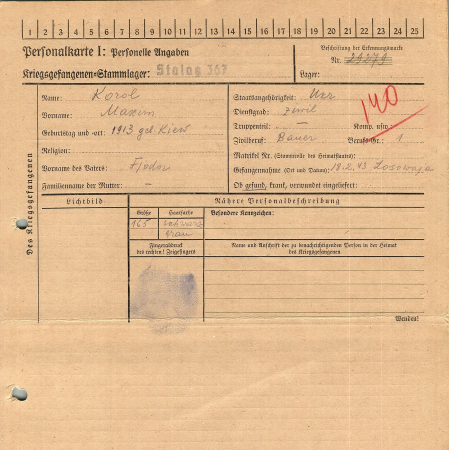 1 2 3 4 5 6 7 8 9 10 11 12 13 14 15 16 17 18 19 20 21 22 23 24 25
Personalkarte I: Personelle Angaben
Kriegsgefangenen-Stammlager: Stalag 367
Beschriftung der Erkennungsmarke
Nr. 29279
Lager:
Des Kriegsgefangenen
Name: Korol
Vorname: Maxim
Geburtstag und -ort: 1913 geb. Kiew
Religion:
Vorname des Vaters: Fjodor
Familienname der Mutter: –
Staatsangehörigkeit: Ukr.
Dienstgrad: zivil
Truppenteil: – Komp. usw.:
Zivilberuf: Bauer Berufs-Gr.: 1
Matrikel Nr. (Stammrolle des Heimatstaates):
Gefangennahme (Ort und Datum): 18.2.43 Losowaja
Ob gesund, krank, verwundet eingeliefert:
140
Lichtbild
Nähere Personalbeschreibung
Größe Haarfarbe Besondere Kennzeichen:
165 schwarz
Fingerabdruck
des rechten! Zeigefingers
Name und Anschrift der zu benachrichtigenden Person in der Heimat
des Kriegsgefangenen
Wenden!